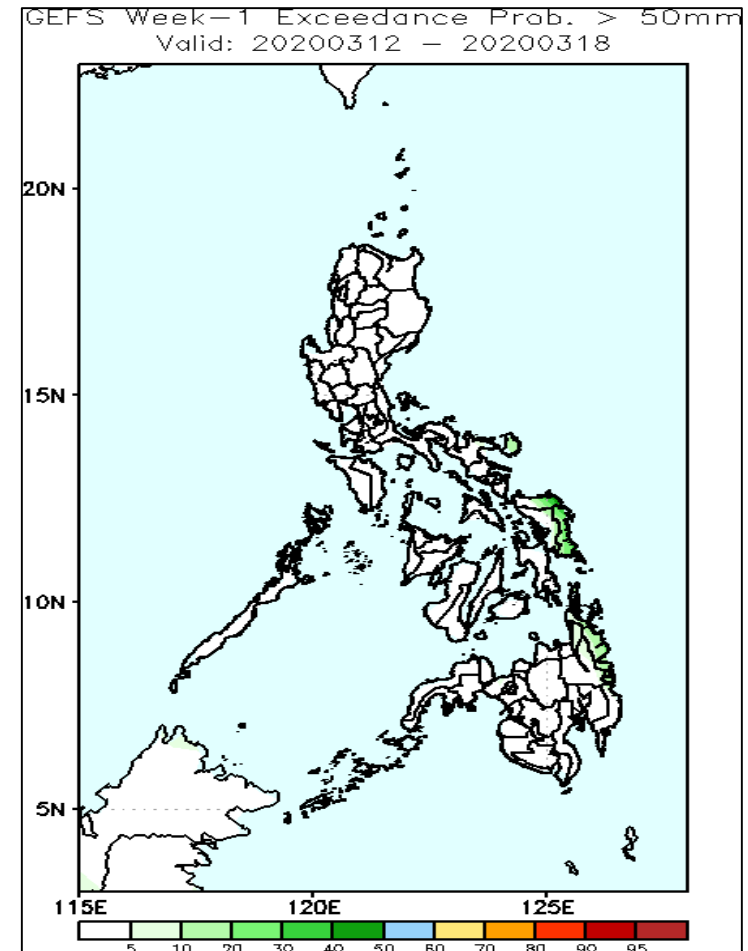 GEFS Week-1 Exceedance Prob. > 50mm
Valid: 20200312 - 20200318
20N
15N
10N
5N
115E 120E 125E
5 10 20 30 40 50 60 70 80 90 95